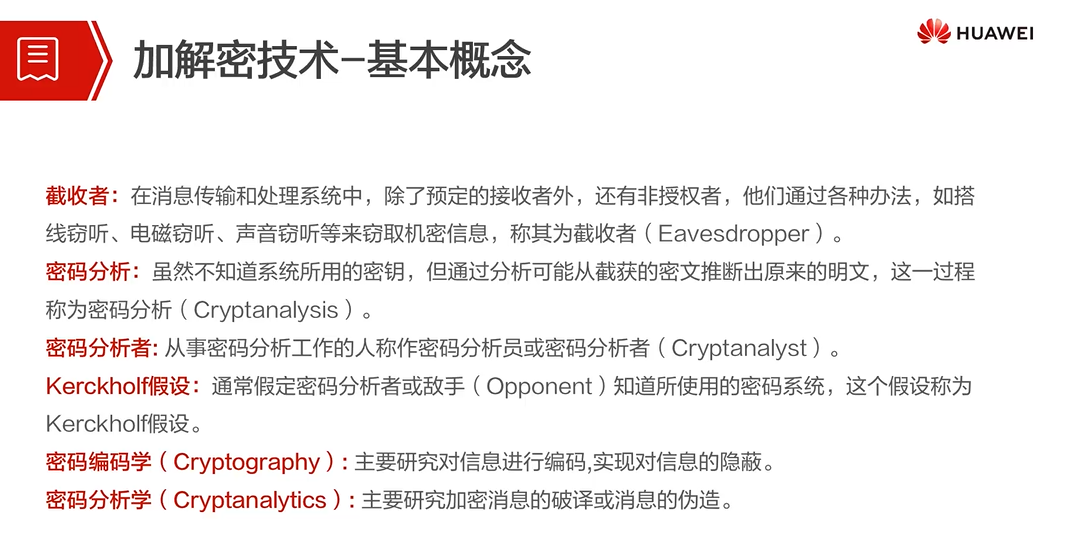 HUAWEI
加解密技术–基本概念
截收者：在消息传输和处理系统中，除了预定的接收者外，还有非授权者，他们通过各种办法，如搭
线窃听、电磁窃听、声音窃听等来窃取机密信息，称其为截收者（Eavesdropper）。
密码分析：虽然不知道系统所用的密钥，但通过分析可能从截获的密文推断出原来的明文，这一过程
称为密码分析（Cryptanalysis）。
密码分析者: 从事密码分析工作的人称作密码分析员或密码分析者（Cryptanalyst）。
Kerckholf假设：通常假定密码分析者或敌手（Opponent）知道所使用的密码系统，这个假设称为
Kerckholf假设。
密码编码学（Cryptography）: 主要研究对信息进行编码,实现对信息的隐蔽。
密码分析学（Cryptanalytics）: 主要研究加密消息的破译或消息的伪造。